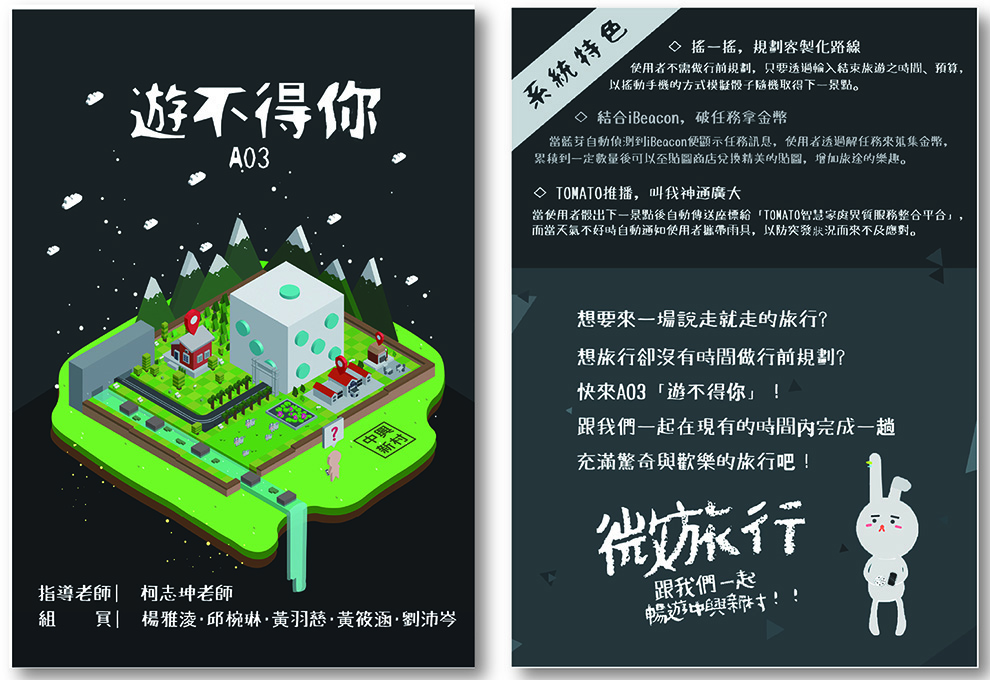 遊不得你
A03
?
中興
新村
指導老師| 柯志坤老師
組 員| 楊雅淩·邱椀琳·黃羽慈·黃筱涵·劉沛岑
系統特色
◇ 搖一搖，規劃客製化路線
使用者不需做行前規劃，只要透過輸入結束旅遊之時間、預算，
以搖動手機的方式模擬骰子隨機取得下一景點。
◇ 結合iBeacon，破任務拿金幣
當藍芽自動偵測到iBeacon便顯示任務訊息，使用者透過解任務來蒐集金幣，
累積到一定數量後可以至貼圖商店兌換精美的貼圖，增加旅途的樂趣。
◇ TOMATO推播，叫我神通廣大
當使用者骰出下一景點後自動傳送座標給「TOMATO智慧家庭異質服務整合平台」，
而當天氣不好時自動通知使用者攜帶雨具，以防突發狀況而來不及應對。
想要來一場說走就走的旅行?
想旅行卻沒有時間做行前規劃?
快來A03「遊不得你」！
跟我們一起在現有的時間內完成一趟
充滿驚奇與歡樂的旅行吧！
微旅行
跟我們一起
暢遊中興新村！！